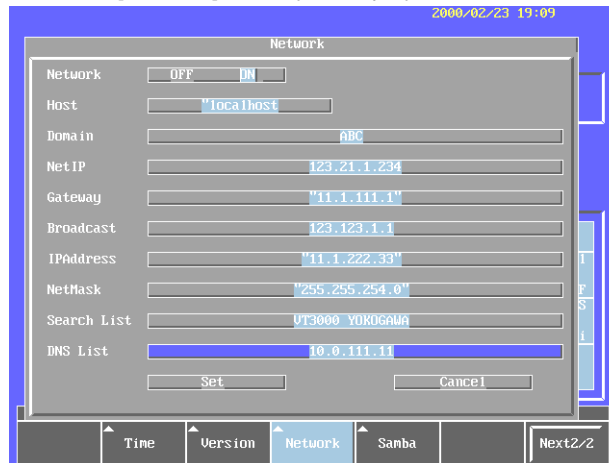 2000/02/23 19:09
Network
Network OFF ON
Host "localhost
Domain ABC
NetIP 123.21.1.234
Gateway "11.1.111.1"
Broadcast 123.123.1.1
IPAddress "11.1.222.33"
NetMask "255.255.254.0"
Search List VT3000 YOKOGAWA
DNS List 10.0.111.11
Set Cancel
Time Version Network Samba Next2/2